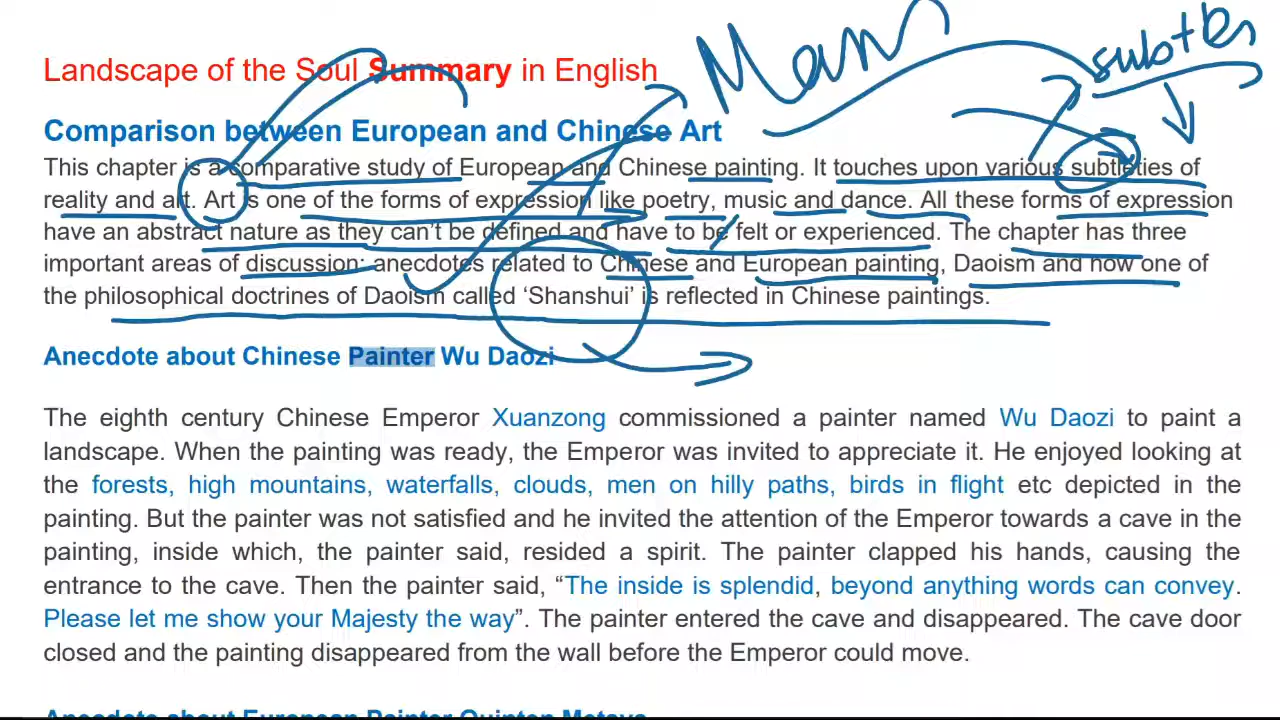 Landscape of the Soul Summary in English
Man
subtle
Comparison between European and Chinese Art
This chapter is a comparative study of European and Chinese painting. It touches upon various subtleties of
reality and art. Art is one of the forms of expression like poetry, music and dance. All these forms of expression
have an abstract nature as they can't be defined and have to be felt or experienced. The chapter has three
important areas of discussion: anecdotes related to Chinese and European painting, Daoism and how one of
the philosophical doctrines of Daoism called ‘Shanshui’ is reflected in Chinese paintings.
Anecdote about Chinese Painter Wu Daozi
The eighth century Chinese Emperor Xuanzong commissioned a painter named Wu Daozi to paint a
landscape. When the painting was ready, the Emperor was invited to appreciate it. He enjoyed looking at
the forests, high mountains, waterfalls, clouds, men on hilly paths, birds in flight etc depicted in the
painting. But the painter was not satisfied and he invited the attention of the Emperor towards a cave in the
painting, inside which, the painter said, resided a spirit. The painter clapped his hands, causing the
entrance to the cave. Then the painter said, “The inside is splendid, beyond anything words can convey.
Please let me show your Majesty the way”. The painter entered the cave and disappeared. The cave door
closed and the painting disappeared from the wall before the Emperor could move.
Anecdote about European Painter Quinten Metsys